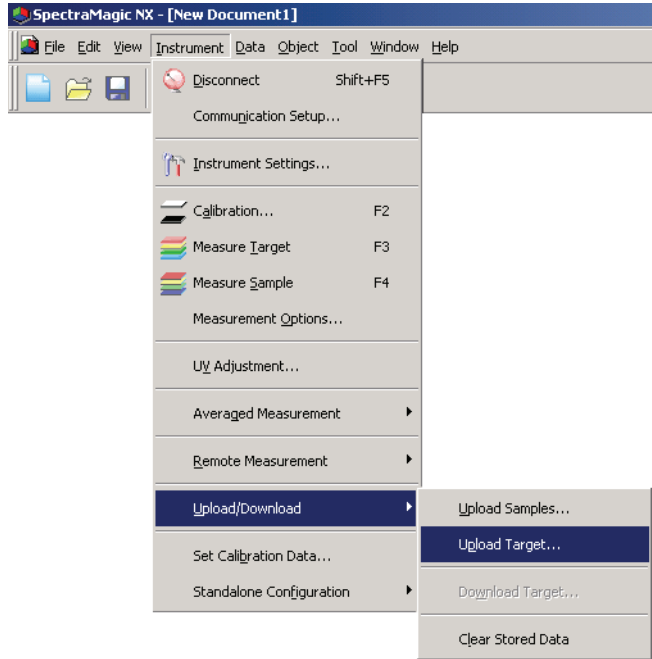 SpectraMagic NX - [New Document1]
File Edit View Instrument Data Object Tool Window Help
Disconnect Shift+F5
Communication Setup...
Instrument Settings...
Calibration... F2
Measure Target F3
Measure Sample F4
Measurement Options...
UV Adjustment...
Averaged Measurement
Remote Measurement
Upload/Download
Upload Samples...
Upload Target...
Set Calibration Data...
Standalone Configuration
Download Target...
Clear Stored Data